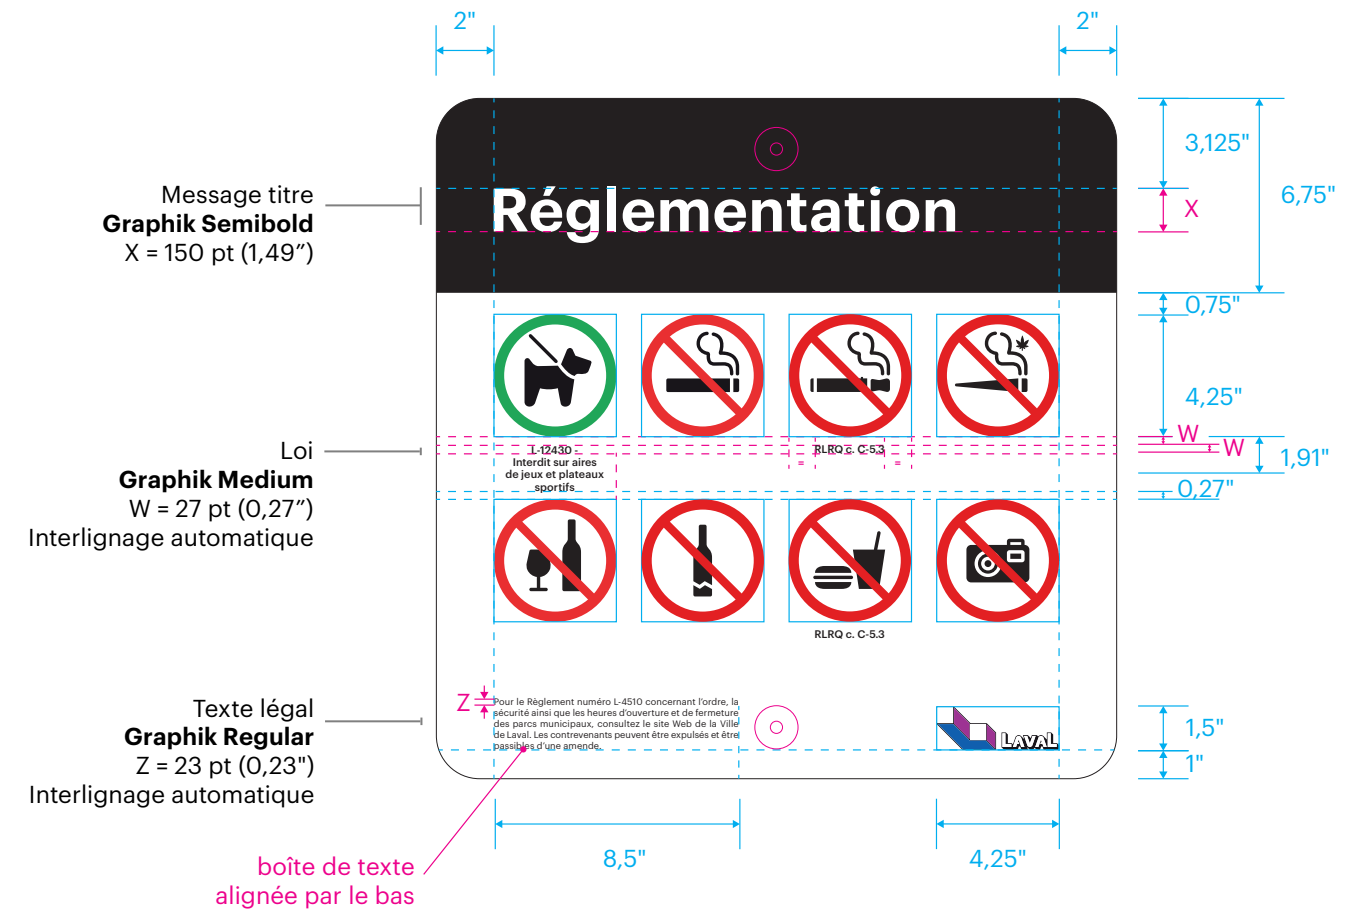 2"
2"
3,125"
6,75"
Message titre
Graphik Semibold
X = 150 pt (1,49″)
Réglementation
X
0,75"
4,25"
W
W
1,91"
0,27"
Loi
Graphik Medium
W = 27 pt (0,27″)
Interlignage automatique
L-12430 -
Interdit sur aires
de jeux et plateaux
sportifs
RLRQ c. C-5.3
=
=
RLRQ c. C-5.3
Texte légal
Graphik Regular
Z = 23 pt (0,23")
Interlignage automatique
Z
Pour le Règlement numéro L-4510 concernant l’ordre, la
sécurité ainsi que les heures d’ouverture et de fermeture
des parcs municipaux, consultez le site Web de la Ville
de Laval. Les contrevenants peuvent être expulsés et être
passibles d’une amende.
LAVAL
1,5"
1"
8,5"
4,25"
boîte de texte
alignée par le bas